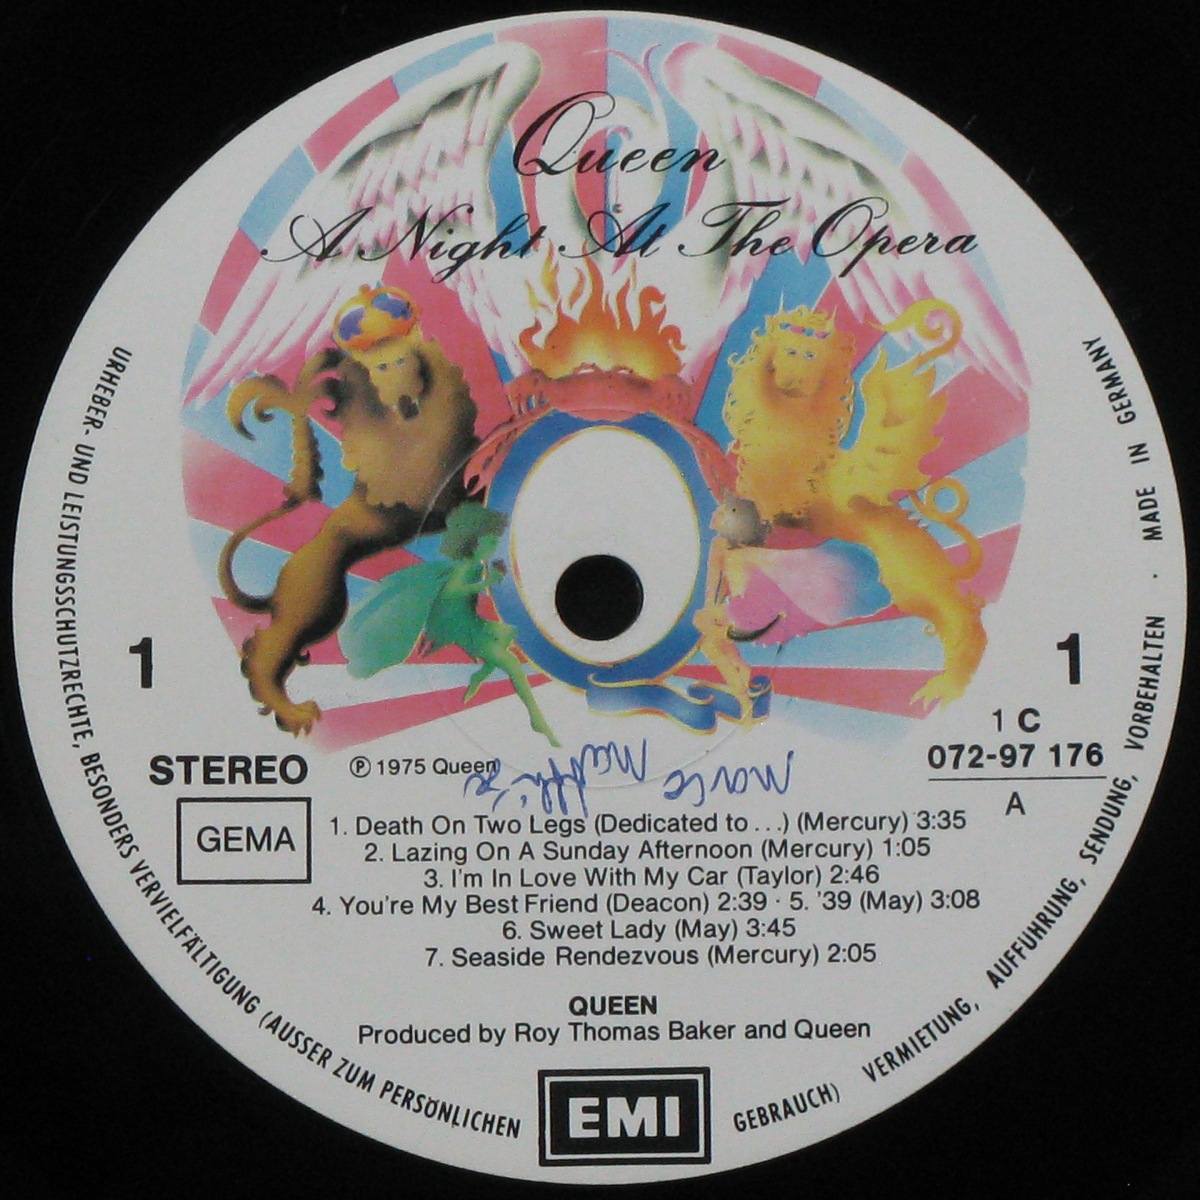 Queen
A Night At The Opera
URHEBER- UND LEISTUNGSSCHUTZRECHTE, BESONDERS VERVIELFÄLTIGUNG (AUSSER ZUM PERSÖNLICHEN GEBRAUCH) VERMIETUNG, AUFFÜHRUNG, SENDUNG, VORBEHALTEN · MADE IN GERMANY
1
1
1 C
072-97 176
A
STEREO
℗ 1975 Queen
GEMA
1. Death On Two Legs (Dedicated to ...) (Mercury) 3:35
2. Lazing On A Sunday Afternoon (Mercury) 1:05
3. I'm In Love With My Car (Taylor) 2:46
4. You're My Best Friend (Deacon) 2:39 · 5. '39 (May) 3:08
6. Sweet Lady (May) 3:45
7. Seaside Rendezvous (Mercury) 2:05
QUEEN
Produced by Roy Thomas Baker and Queen
EMI